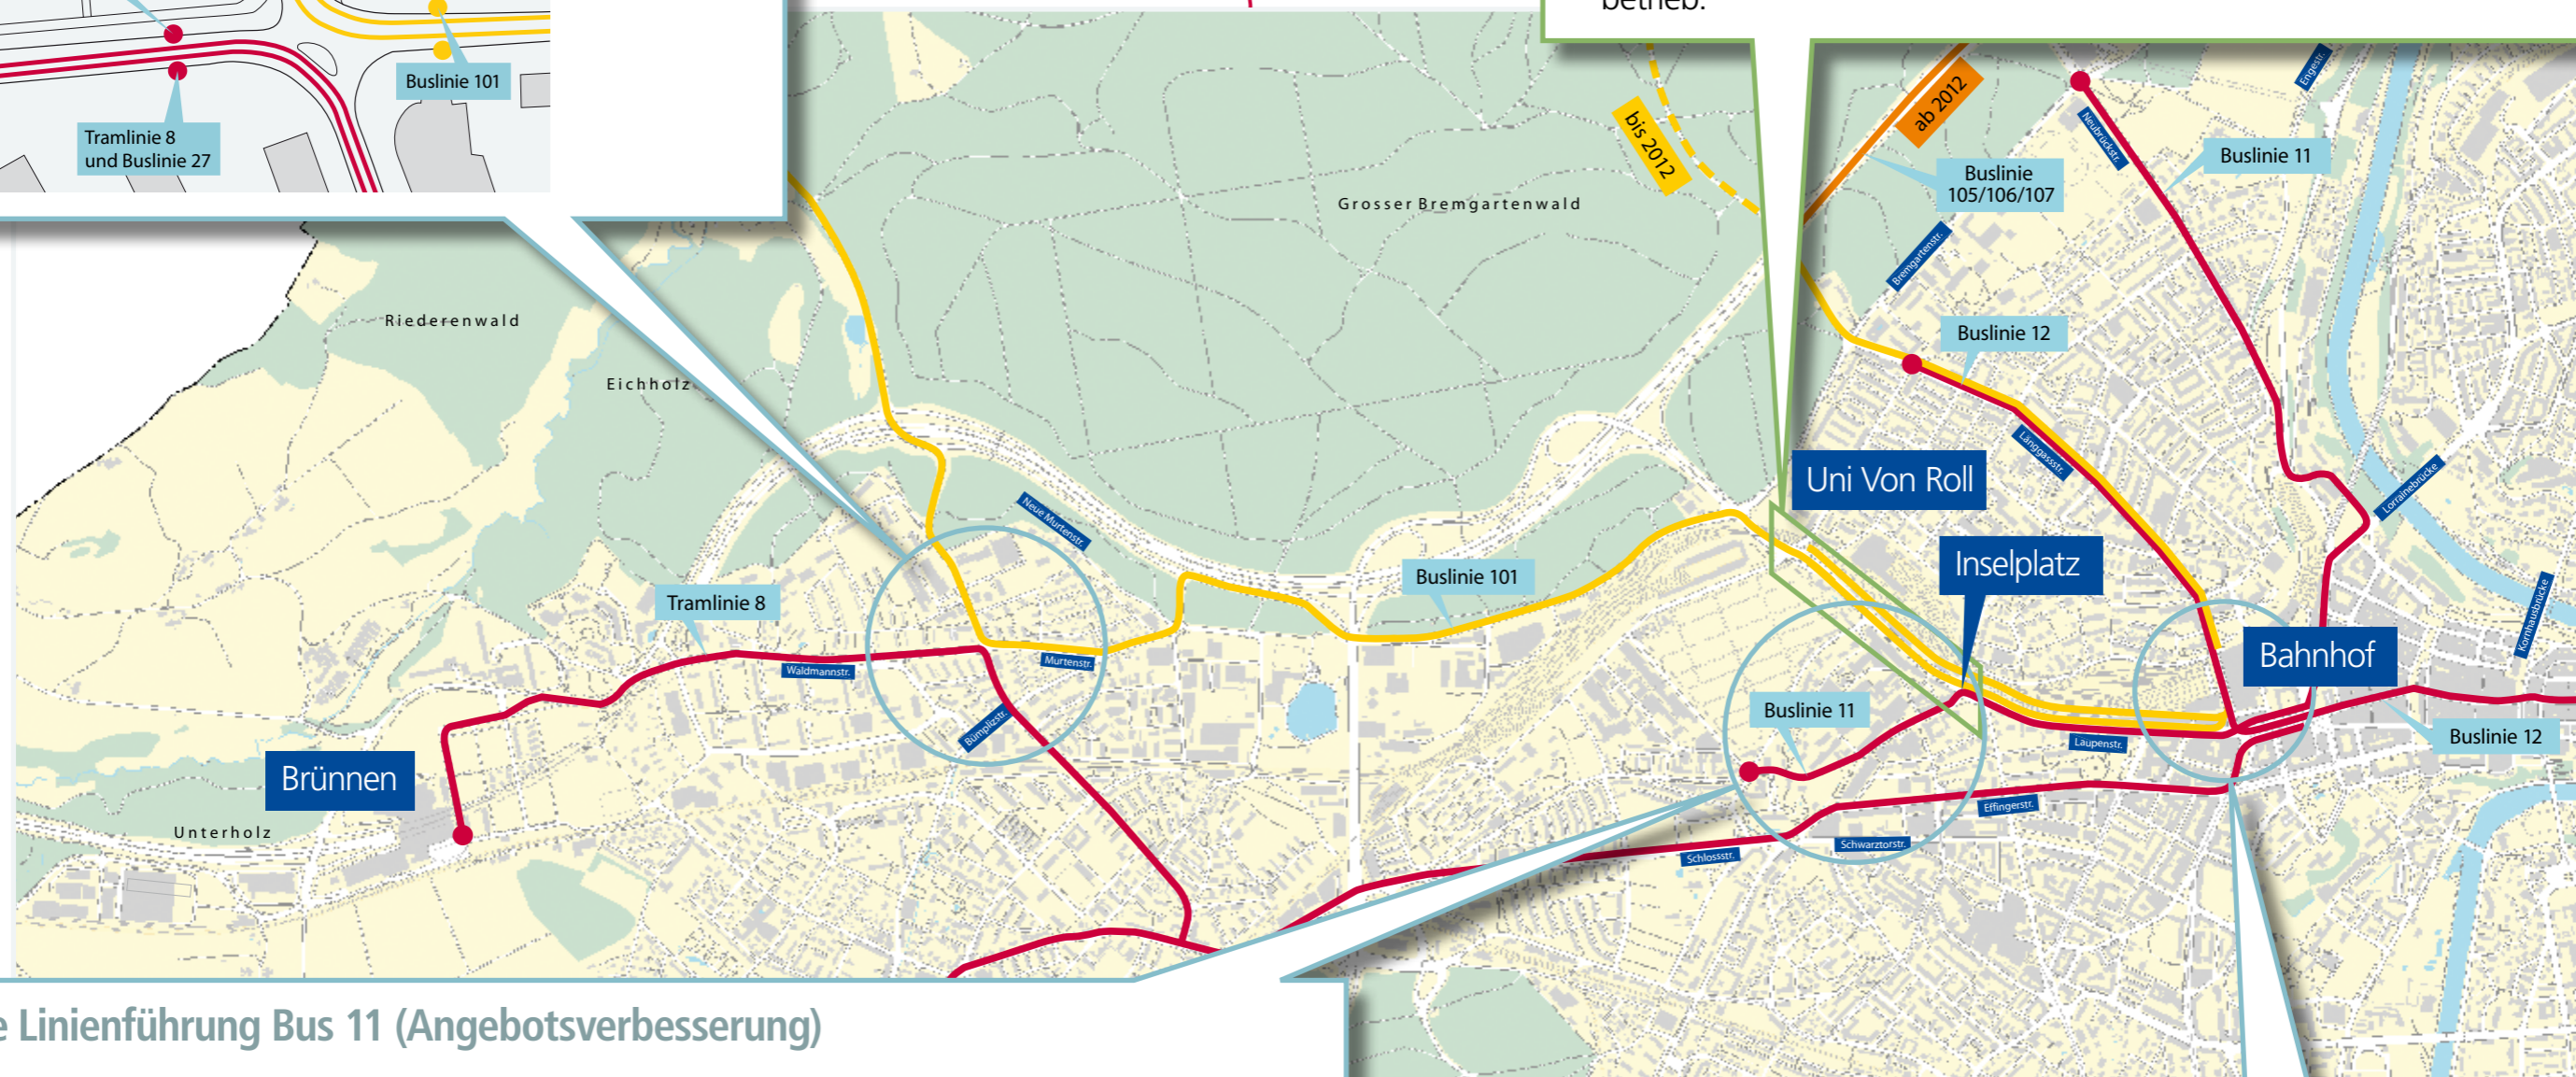 betrieb.
Buslinie 101
Tramlinie 8
und Buslinie 27
bis 2012
ab 2012
Engestr.
Neubrückstr.
Buslinie 11
Buslinie
105/106/107
Grosser Bremgartenwald
Bremgartenstr.
Riederenwald
Buslinie 12
Eichholz
Länggassstr.
Uni Von Roll
Lorrainebrücke
Neue Murtenstr.
Inselplatz
Buslinie 101
Tramlinie 8
Kornhausbrücke
Murtenstr.
Bahnhof
Waldmannstr.
Buslinie 11
Bümplizstr.
Laupenstr.
Buslinie 12
Brünnen
Effingerstr.
Unterholz
Schwarztorstr.
Schlossstr.
e Linienführung Bus 11 (Angebotsverbesserung)